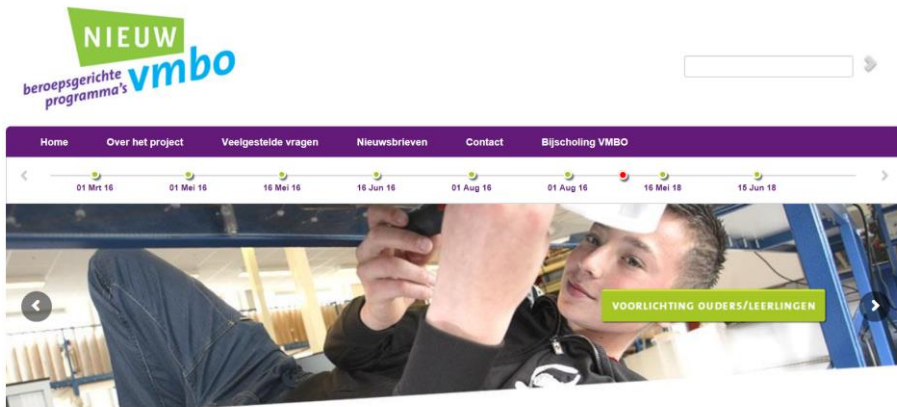 NIEUW
beroepsgerichte vmbo
programma's
Home Over het project Veelgestelde vragen Nieuwsbrieven Contact Bijscholing VMBO
01 Mrt 16 01 Mei 16 16 Mei 16 16 Jun 16 01 Aug 16 01 Aug 16 16 Mei 18 15 Jun 18
VOORLICHTING OUDERS/LEERLINGEN